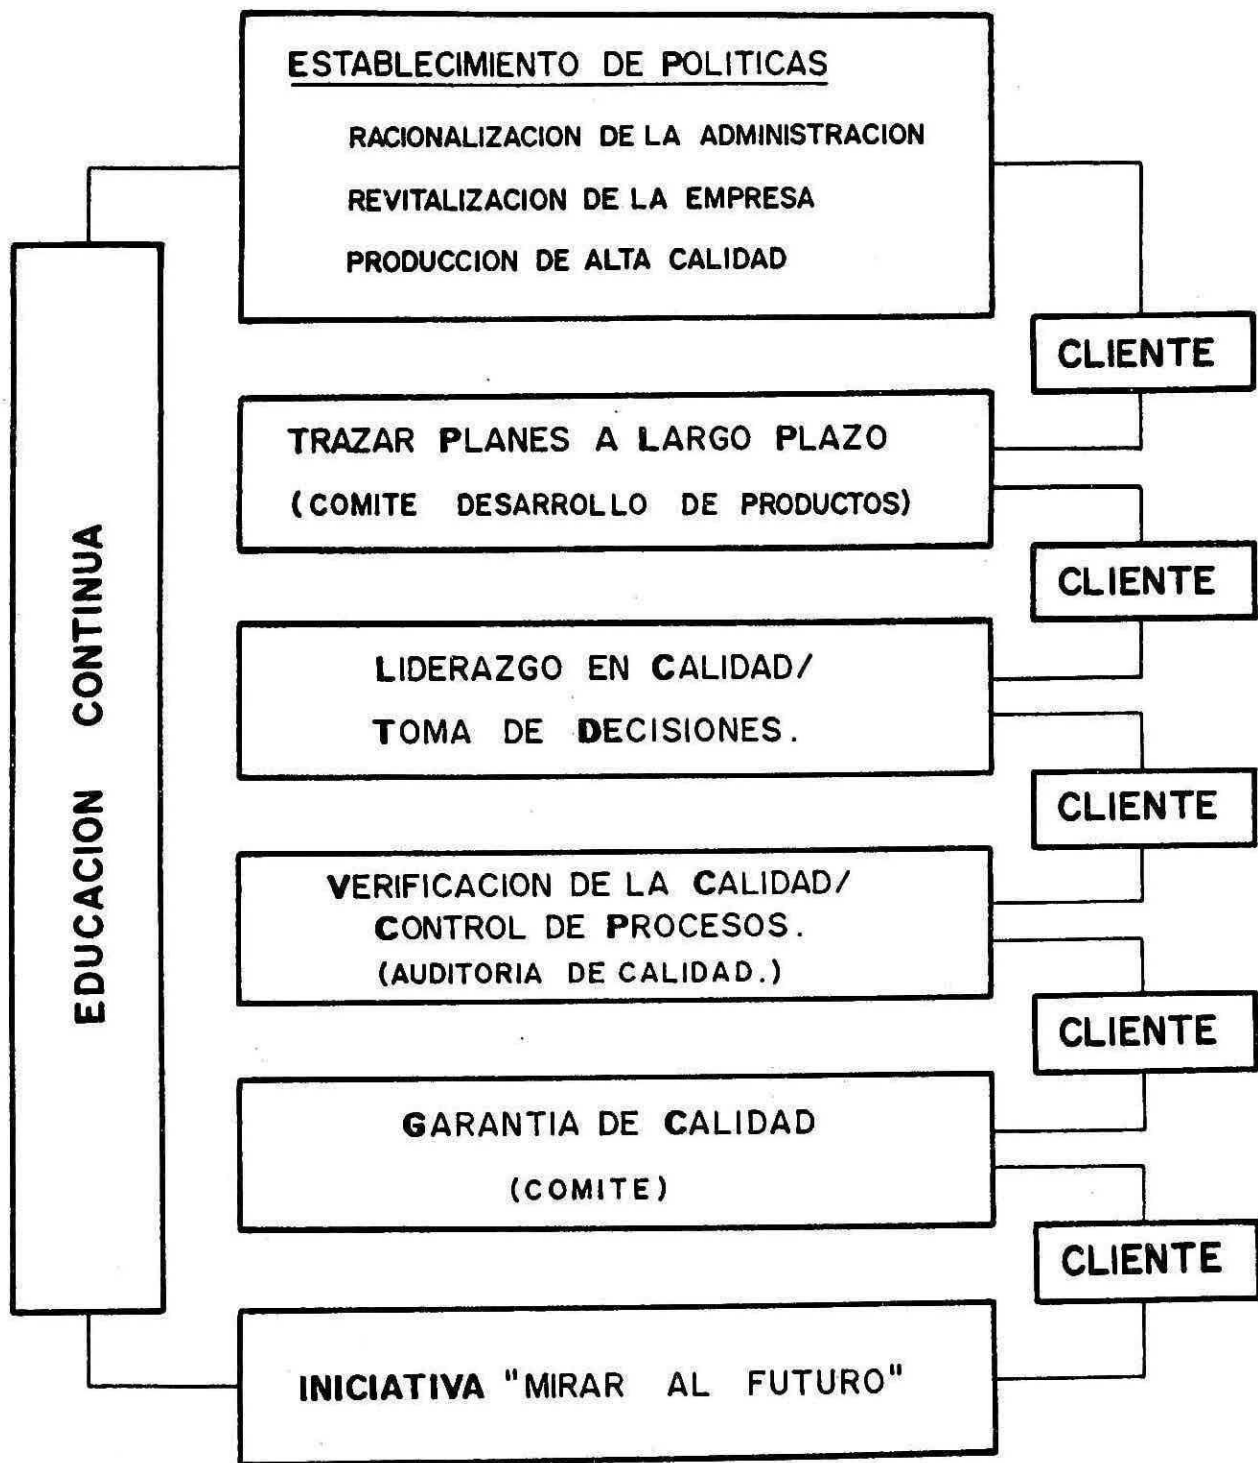 ESTABLECIMIENTO DE POLITICAS
RACIONALIZACION DE LA ADMINISTRACION
REVITALIZACION DE LA EMPRESA
PRODUCCION DE ALTA CALIDAD
CLIENTE
TRAZAR PLANES A LARGO PLAZO
(COMITE DESARROLLO DE PRODUCTOS)
CLIENTE
LIDERAZGO EN CALIDAD/
TOMA DE DECISIONES.
CLIENTE
VERIFICACION DE LA CALIDAD/
CONTROL DE PROCESOS.
(AUDITORIA DE CALIDAD.)
CLIENTE
GARANTIA DE CALIDAD
(COMITE)
CLIENTE
INICIATIVA "MIRAR AL FUTURO"
EDUCACION CONTINUA